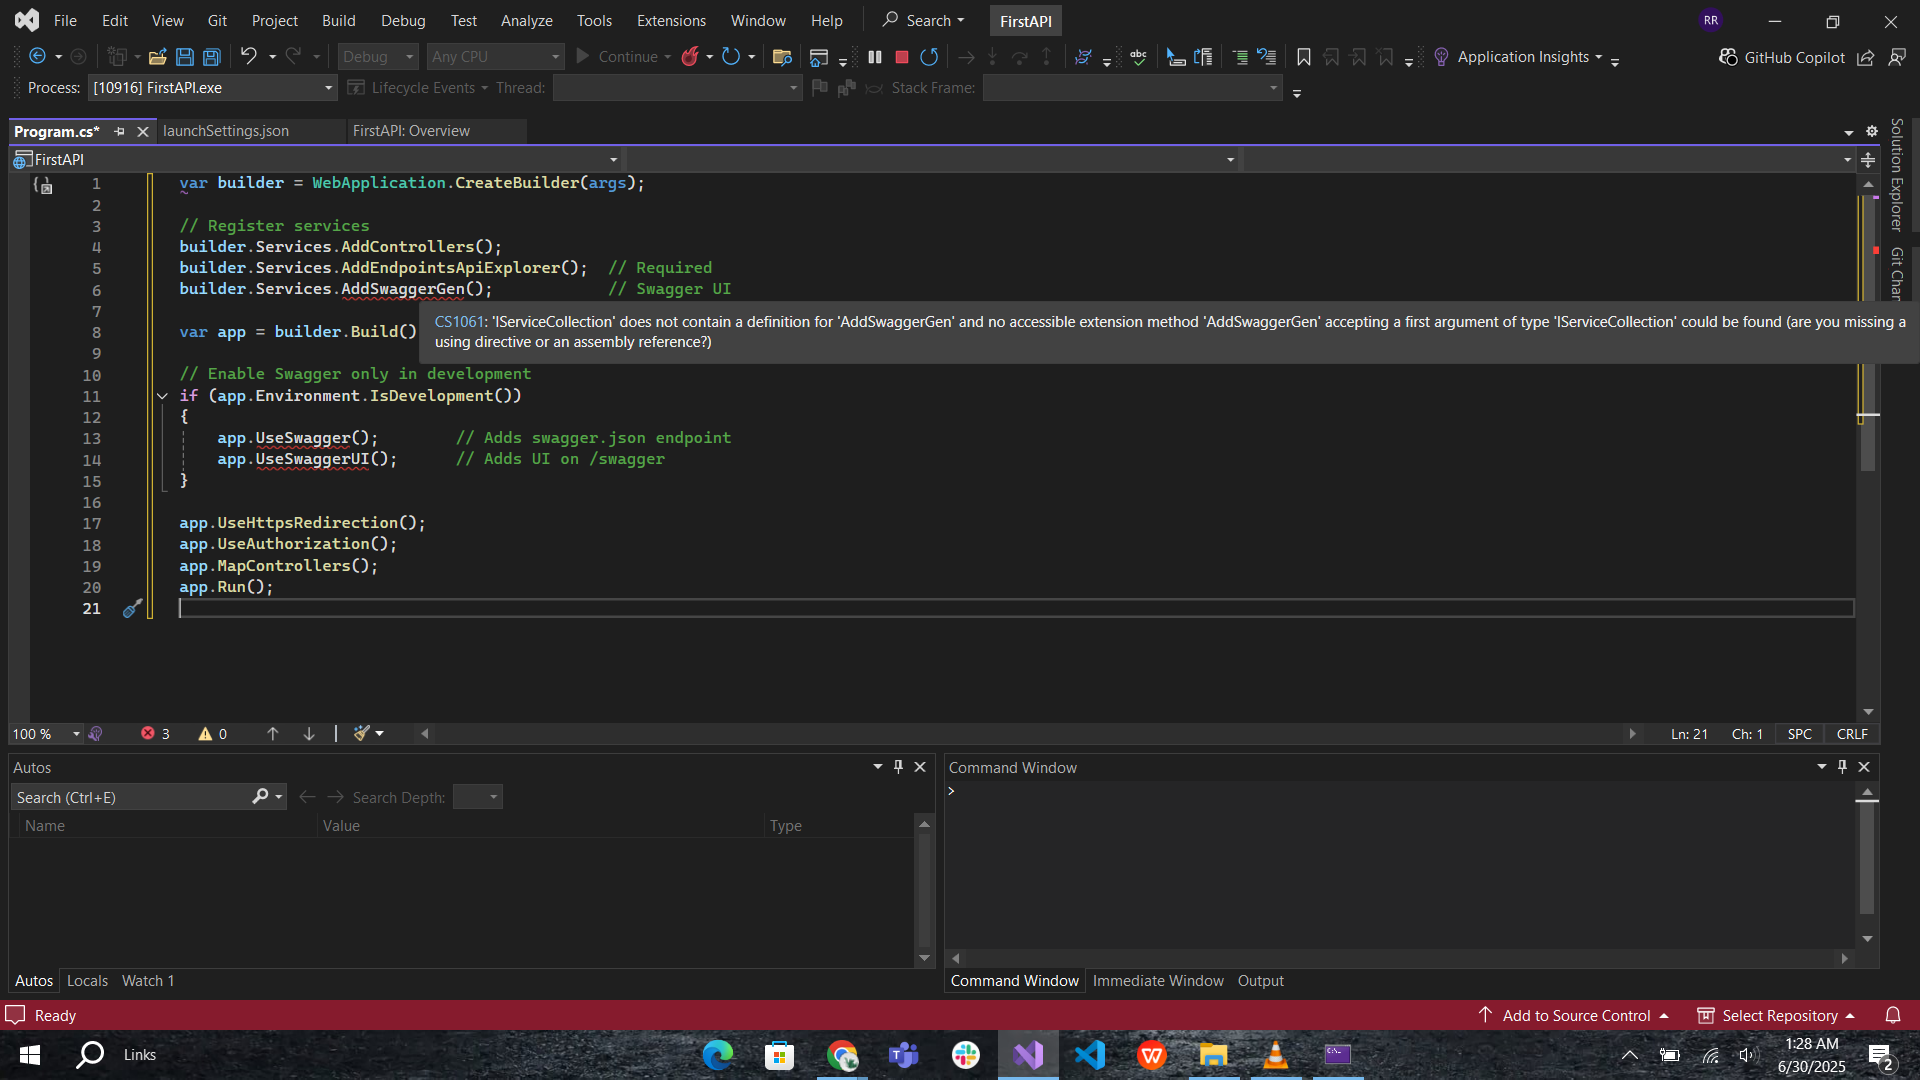 File Edit View Git Project Build Debug Test Analyze Tools Extensions Window Help Search FirstAPI RR
Debug Any CPU Continue abc Application Insights GitHub Copilot
Process: [10916] FirstAPI.exe Lifecycle Events Thread: Stack Frame:
Program.cs* launchSettings.json FirstAPI: Overview
FirstAPI
1 var builder = WebApplication.CreateBuilder(args);
2
3 // Register services
4 builder.Services.AddControllers();
5 builder.Services.AddEndpointsApiExplorer(); // Required
6 builder.Services.AddSwaggerGen(); // Swagger UI
7
CS1061: 'IServiceCollection' does not contain a definition for 'AddSwaggerGen' and no accessible extension method 'AddSwaggerGen' accepting a first argument of type 'IServiceCollection' could be found (are you missing a
using directive or an assembly reference?)
8 var app = builder.Build()
9
10 // Enable Swagger only in development
11 if (app.Environment.IsDevelopment())
12 {
13 app.UseSwagger(); // Adds swagger.json endpoint
14 app.UseSwaggerUI(); // Adds UI on /swagger
15 }
16
17 app.UseHttpsRedirection();
18 app.UseAuthorization();
19 app.MapControllers();
20 app.Run();
21
Solution Explorer
Git Chan
100 % 3 0 Ln: 21 Ch: 1 SPC CRLF
Autos
Search (Ctrl+E) Search Depth:
Name Value Type
Autos Locals Watch 1
Command Window
>
Command Window Immediate Window Output
Ready Add to Source Control Select Repository
Links 1:28 AM
6/30/2025 2